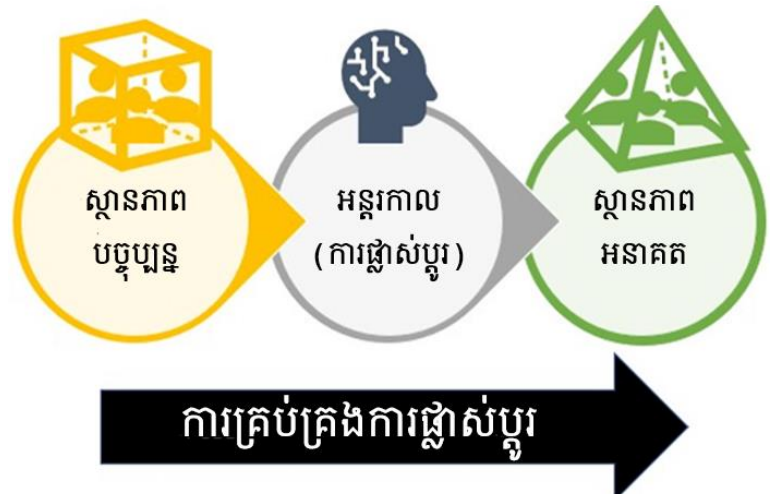 ស្ថានភាព
បច្ចុប្បន្ន
អន្តរកាល
(ការផ្លាស់ប្តូរ)
ស្ថានភាព
អនាគត
ការគ្រប់គ្រងការផ្លាស់ប្តូរ